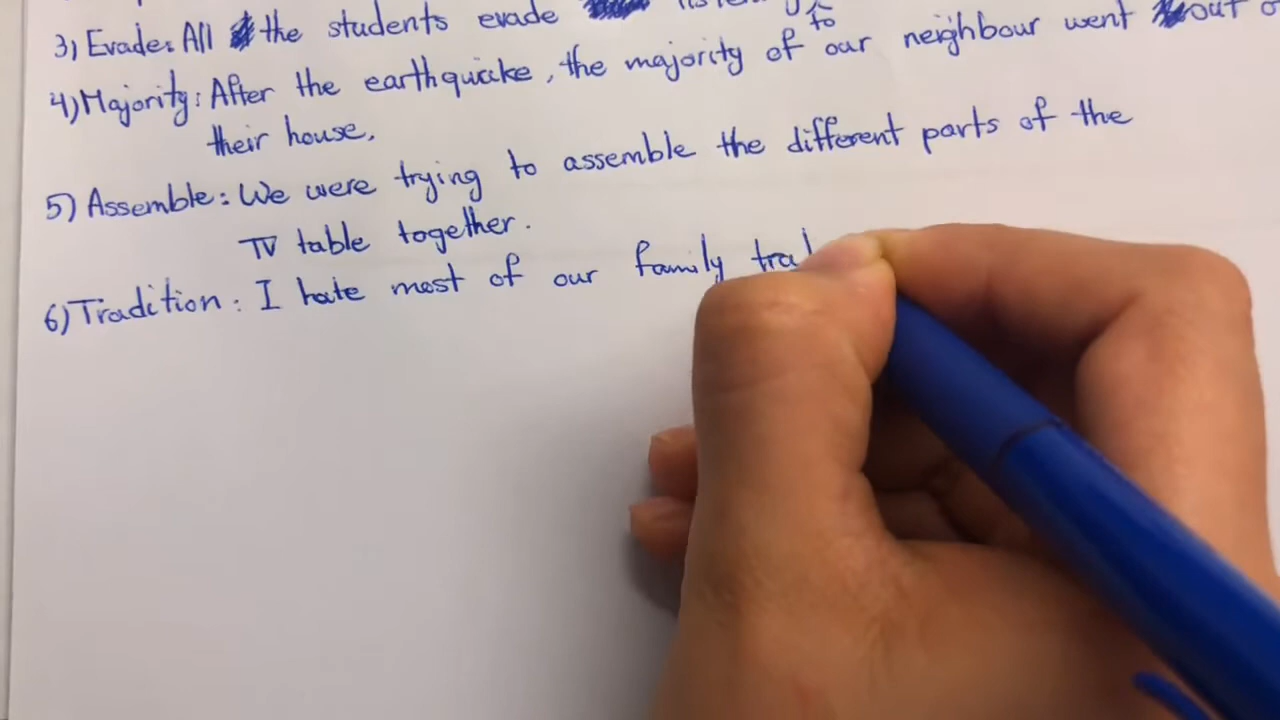 3) Evade: All the students evade
to
4) Majority: After the earthquake, the majority of our neighbour went out
their house.
5) Assemble: We were trying to assemble the different parts of the
TV table together.
6) Tradition: I hate most of our family tra